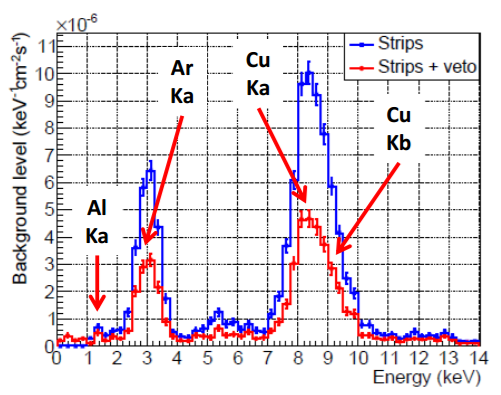 ×10⁻⁶
Background level (keV⁻¹cm⁻²s⁻¹)
11
10
9
8
7
6
5
4
3
2
1
0
Strips
Strips + veto
Ar
Ka
Cu
Ka
Cu
Kb
Al
Ka
0 1 2 3 4 5 6 7 8 9 10 11 12 13 14
Energy (keV)